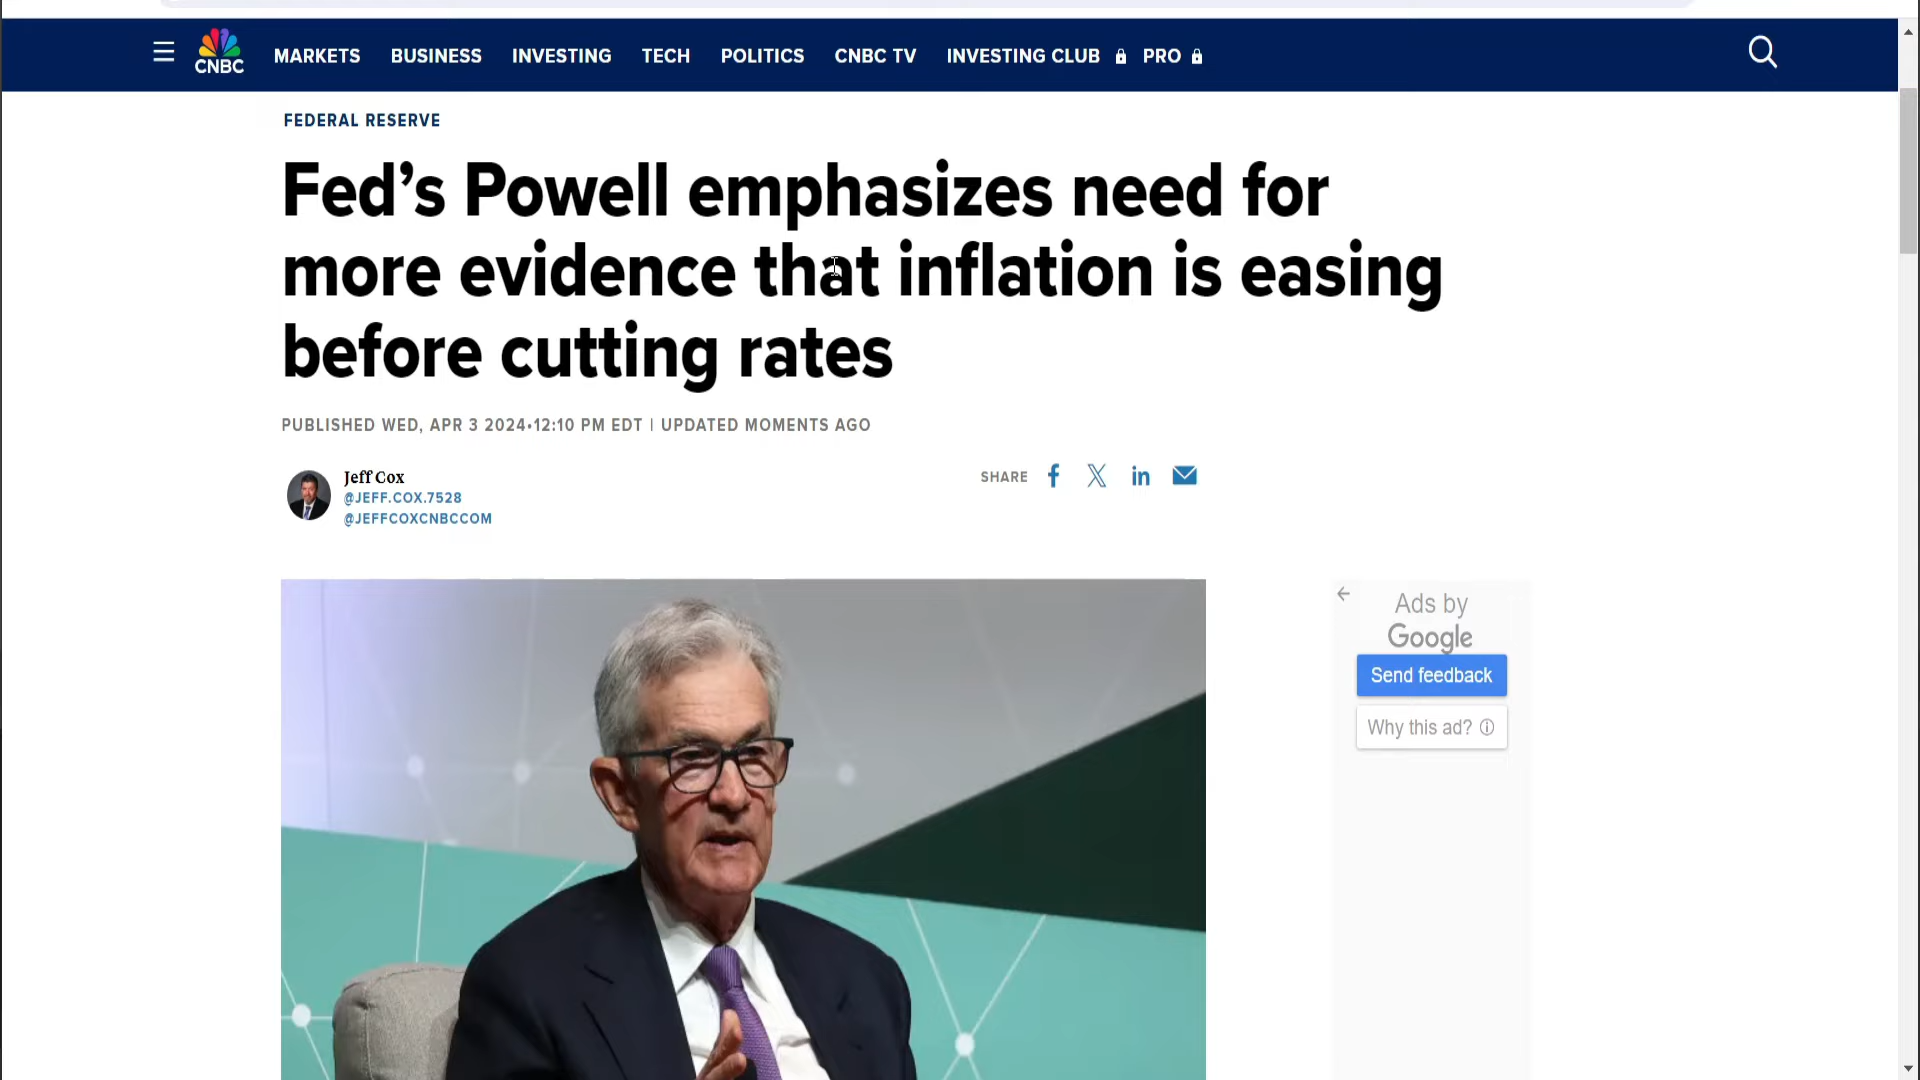 CNBC
MARKETS BUSINESS INVESTING TECH POLITICS CNBC TV INVESTING CLUB PRO
FEDERAL RESERVE
Fed’s Powell emphasizes need for
more evidence that inflation is easing
before cutting rates
PUBLISHED WED, APR 3 2024•12:10 PM EDT | UPDATED MOMENTS AGO
Jeff Cox
@JEFF.COX.7528
@JEFFCOXCNBCCOM
SHARE
Ads by
Google
Send feedback
Why this ad?